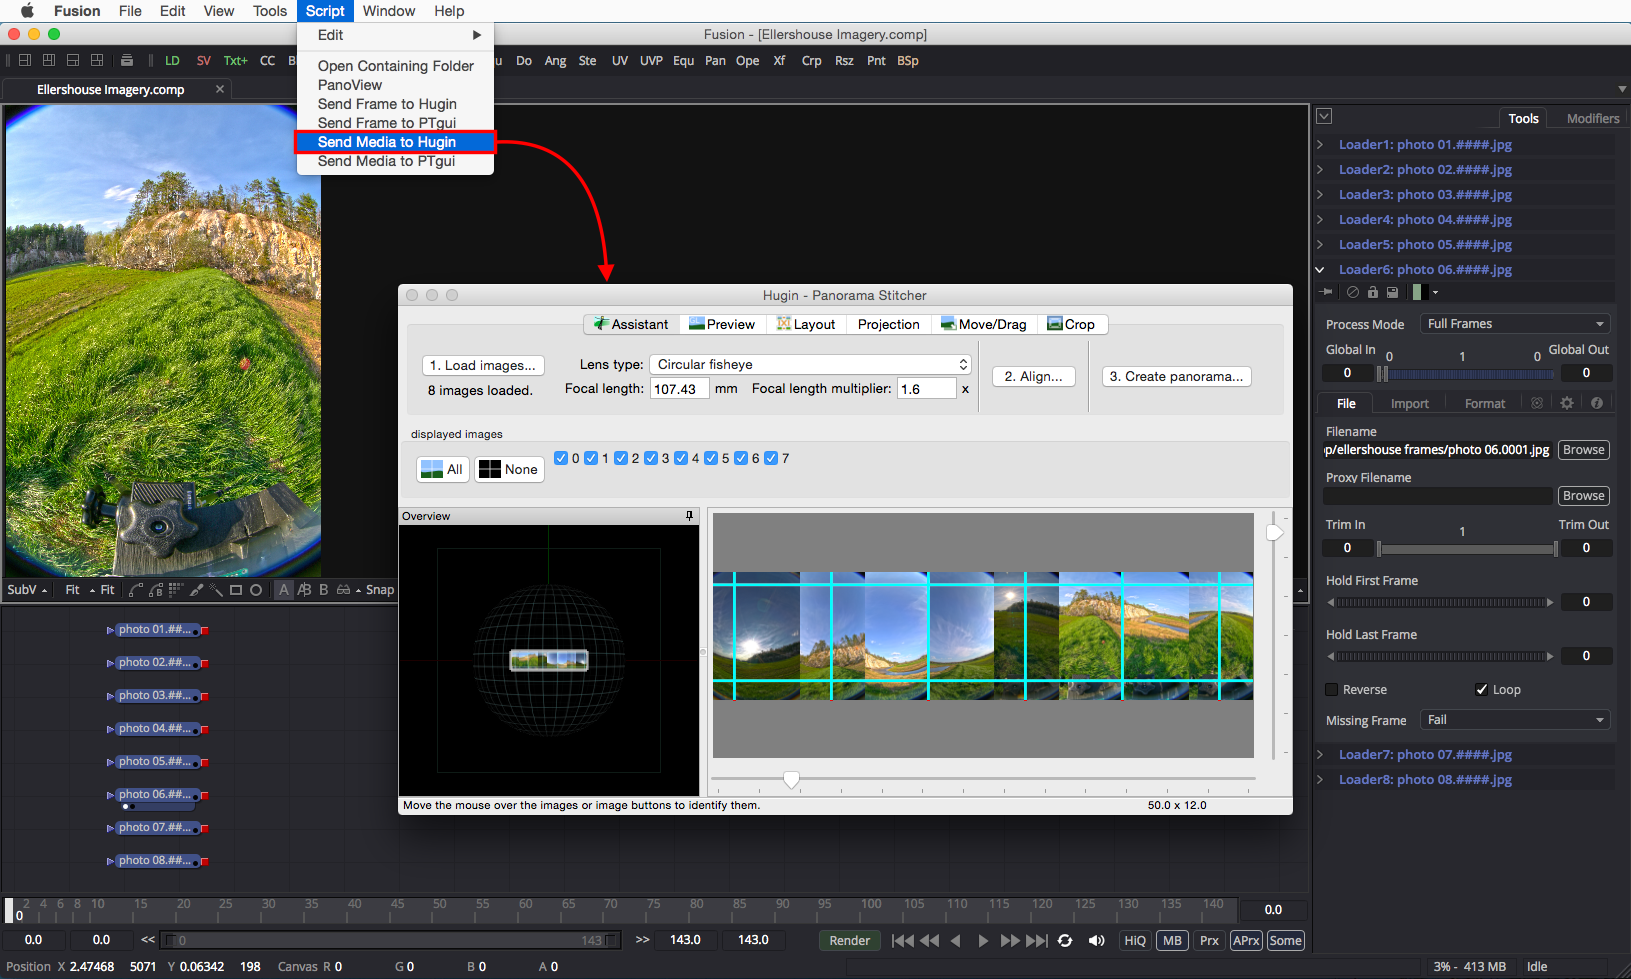 Fusion File Edit View Tools Script Window Help
Fusion - [Ellershouse Imagery.comp]
Edit
Open Containing Folder
PanoView
Send Frame to Hugin
Send Frame to PTgui
Send Media to Hugin
Send Media to PTgui
LD SV Txt+ CC Do Ang Ste UV UVP Equ Pan Ope Xf Crp Rsz Pnt BSp
Ellershouse Imagery.comp
Tools Modifiers
Loader1: photo 01.####.jpg
Loader2: photo 02.####.jpg
Loader3: photo 03.####.jpg
Loader4: photo 04.####.jpg
Loader5: photo 05.####.jpg
Loader6: photo 06.####.jpg
Process Mode Full Frames
Global In 0 1 0 Global Out
0 0
File Import Format
Filename
p/ellershouse frames/photo 06.0001.jpg Browse
Proxy Filename
Browse
Trim In 1 Trim Out
0 0
Hold First Frame
0
Hold Last Frame
0
Reverse Loop
Missing Frame Fail
Loader7: photo 07.####.jpg
Loader8: photo 08.####.jpg
Hugin - Panorama Stitcher
Assistant Preview Layout Projection Move/Drag Crop
1. Load images... Lens type: Circular fisheye 2. Align... 3. Create panorama...
8 images loaded. Focal length: 107.43 mm Focal length multiplier: 1.6 x
displayed images
All None 0 1 2 3 4 5 6 7
Overview
Move the mouse over the images or image buttons to identify them. 50.0 x 12.0
SubV Fit Fit A A/B B Snap
photo 01.##...
photo 02.##...
photo 03.##...
photo 04.##...
photo 05.##...
photo 06.##...
photo 07.##...
photo 08.##...
0 2 4 6 8 10 15 20 25 30 35 40 45 50 55 60 65 70 75 80 85 90 95 100 105 110 115 120 125 130 135 140 0.0
0.0 0.0 << 0 143 >> 143.0 143.0 Render HiQ MB Prx APrx Some
Position X 2.47468 5071 Y 0.06342 198 Canvas R 0 G 0 B 0 A 0 3% - 413 MB Idle